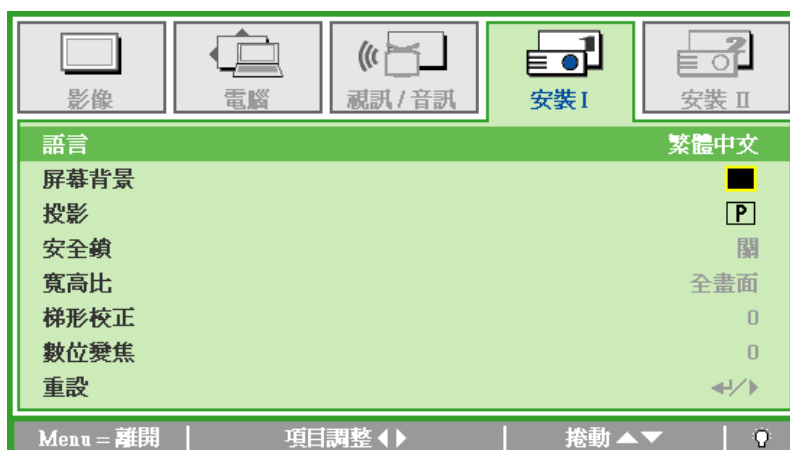 影像
電腦
視訊 / 音訊
安裝 I
安裝 II
語言 繁體中文
屏幕背景
投影 P
安全鎖 關
寬高比 全畫面
梯形校正 0
數位變焦 0
重設
Menu = 離開 項目調整 捲動